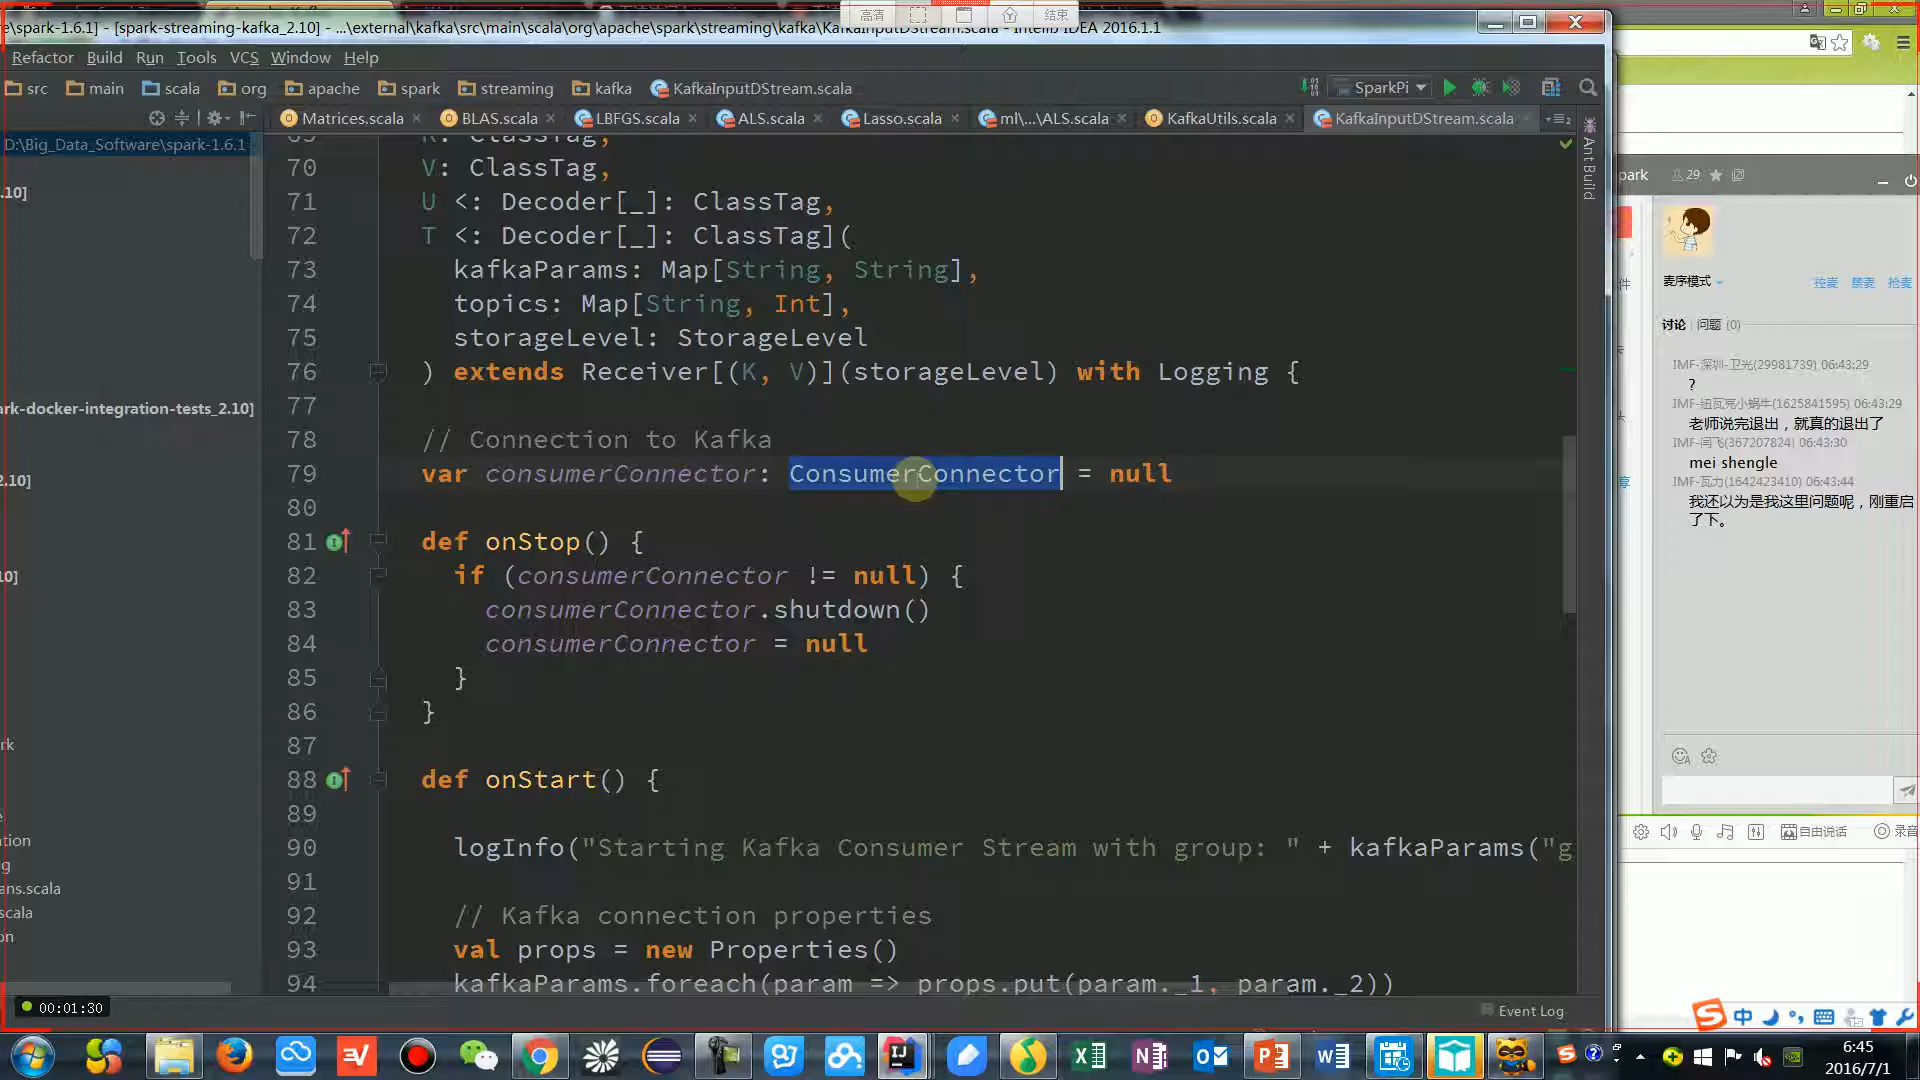 高清
结束
e\spark-1.6.1] - [spark-streaming-kafka_2.10] - ...\external\kafka\src\main\scala\org\apache\spark\streaming\kafka\KafkaInputDStream.scala - IntelliJ IDEA 2016.1.1
Refactor Build Run Tools VCS Window Help
src main scala org apache spark streaming kafka KafkaInputDStream.scala
SparkPi
Matrices.scala BLAS.scala LBFGS.scala ALS.scala Lasso.scala ml\...\ALS.scala KafkaUtils.scala KafkaInputDStream.scala
Ant Build
D:\Big_Data_Software\spark-1.6.1
.10]
rk-docker-integration-tests_2.10]
2.10]
10]
rk
e
ation
g
ans.scala
scala
on
69 K: ClassTag,
70 V: ClassTag,
71 U <: Decoder[_]: ClassTag,
72 T <: Decoder[_]: ClassTag](
73 kafkaParams: Map[String, String],
74 topics: Map[String, Int],
75 storageLevel: StorageLevel
76 ) extends Receiver[(K, V)](storageLevel) with Logging {
77
78 // Connection to Kafka
79 var consumerConnector: ConsumerConnector = null
80
81 def onStop() {
82 if (consumerConnector != null) {
83 consumerConnector.shutdown()
84 consumerConnector = null
85 }
86 }
87
88 def onStart() {
89
90 logInfo("Starting Kafka Consumer Stream with group: " + kafkaParams("g
91
92 // Kafka connection properties
93 val props = new Properties()
94 kafkaParams.foreach(param => props.put(param._1, param._2))
Event Log
00:01:30
park 29
麦序模式
控麦 禁麦 抢麦
讨论 问题 (0)
IMF-深圳-卫光(29981739) 06:43:29
?
IMF-纽瓦克小蜗牛(1625841595) 06:43:29
老师说完退出，就真的退出了
IMF-闫飞(367207824) 06:43:30
mei shengle
IMF-瓦力(1642423410) 06:43:44
我还以为是我这里问题呢，刚重启
了下。
自由说话
录音
中
6:45
2016/7/1